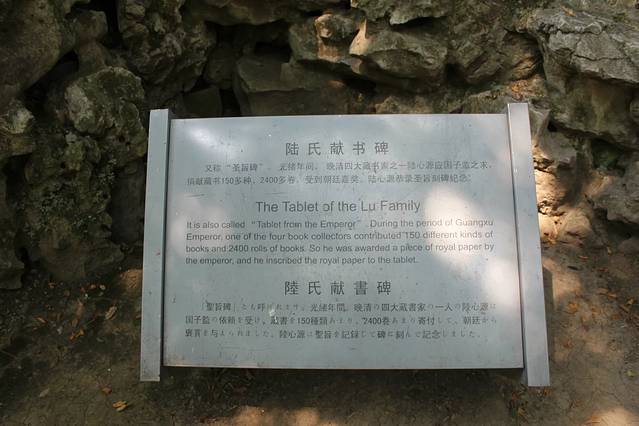 陆氏献书碑
又称“圣旨碑”。光绪年间，晚清四大藏书家之一陸心源应国子监之求，
捐献藏书150多种，2400多卷，受到朝廷嘉奖。陆心源恭录圣旨刻碑纪念。
The Tablet of the Lu Family
It is also called “Tablet from the Emperor”. During the period of Guangxu
Emperor, one of the four book collectors contributed 150 different kinds of
books and 2400 rolls of books. So he was awarded a piece of royal paper by
the emperor, and he inscribed the royal paper to the tablet.
陸氏献書碑
「聖旨碑」とも呼ばれます。光緒年間。晩清の四大蔵書家の一人の陸心源は
国子監の依頼を受け、蔵書を150種類あまり、2400巻あまり寄付して、朝廷から
褒賞を与えられました。陸心源は聖旨を記録して碑に刻んで記念しました。